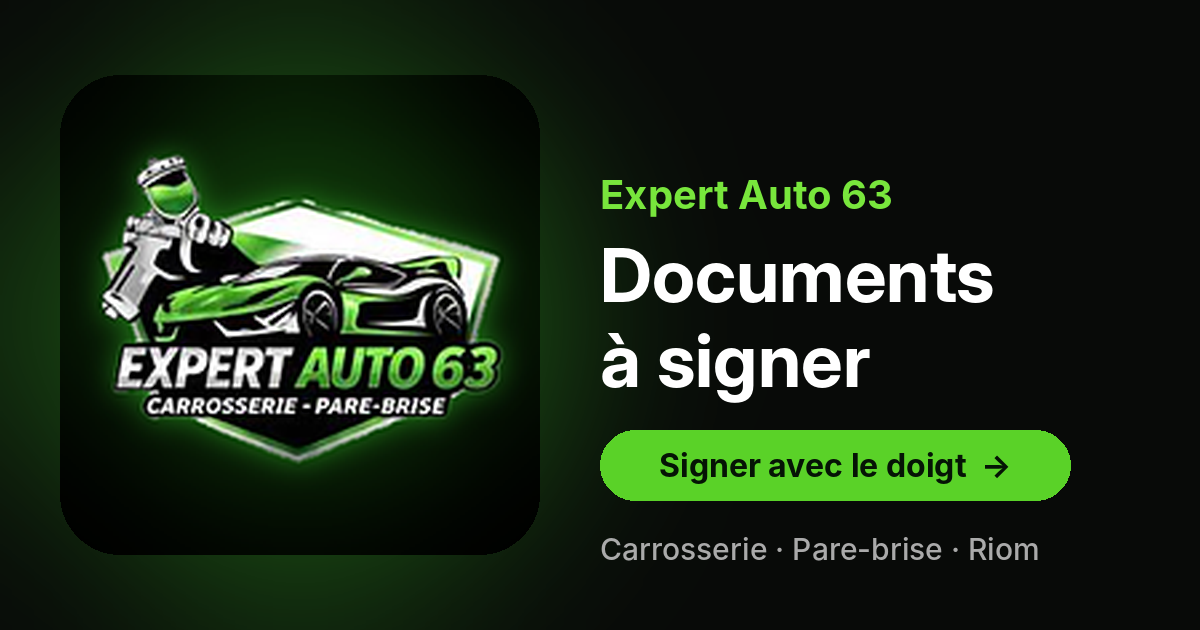 EXPERT AUTO 63
CARROSSERIE - PARE-BRISE
Expert Auto 63
Documents
à signer
Signer avec le doigt →
Carrosserie · Pare-brise · Riom